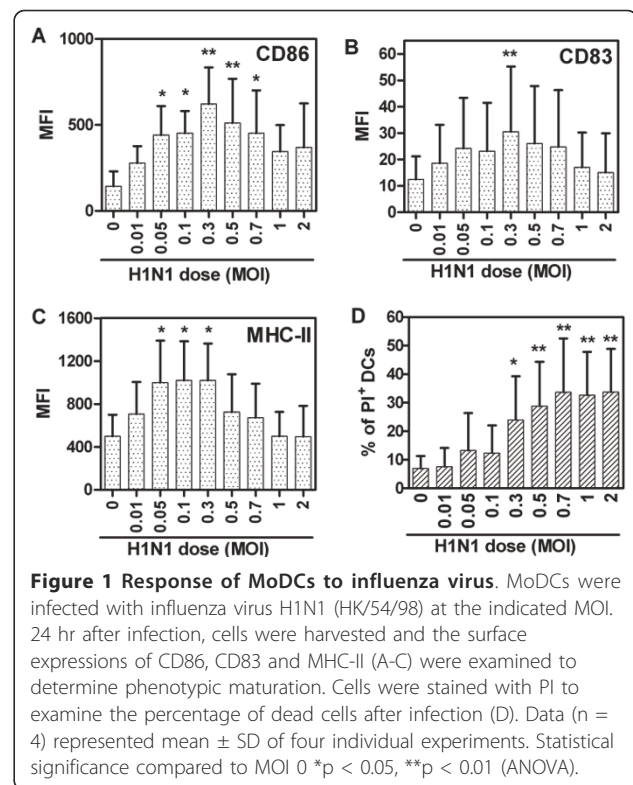 A
CD86
1000
500
0
MFI
* * ** ** *
0 0.01 0.05 0.1 0.3 0.5 0.7 1 2
H1N1 dose (MOI)
B
CD83
60
50
40
30
20
10
0
MFI
**
0 0.01 0.05 0.1 0.3 0.5 0.7 1 2
H1N1 dose (MOI)
C
MHC-II
1600
1200
800
400
0
MFI
* * *
0 0.01 0.05 0.1 0.3 0.5 0.7 1 2
H1N1 dose (MOI)
D
60
50
40
30
20
10
0
% of PI+ DCs
* ** ** ** **
0 0.01 0.05 0.1 0.3 0.5 0.7 1 2
H1N1 dose (MOI)
Figure 1 Response of MoDCs to influenza virus. MoDCs were
infected with influenza virus H1N1 (HK/54/98) at the indicated MOI.
24 hr after infection, cells were harvested and the surface
expressions of CD86, CD83 and MHC-II (A-C) were examined to
determine phenotypic maturation. Cells were stained with PI to
examine the percentage of dead cells after infection (D). Data (n =
4) represented mean ± SD of four individual experiments. Statistical
significance compared to MOI 0 *p < 0.05, **p < 0.01 (ANOVA).